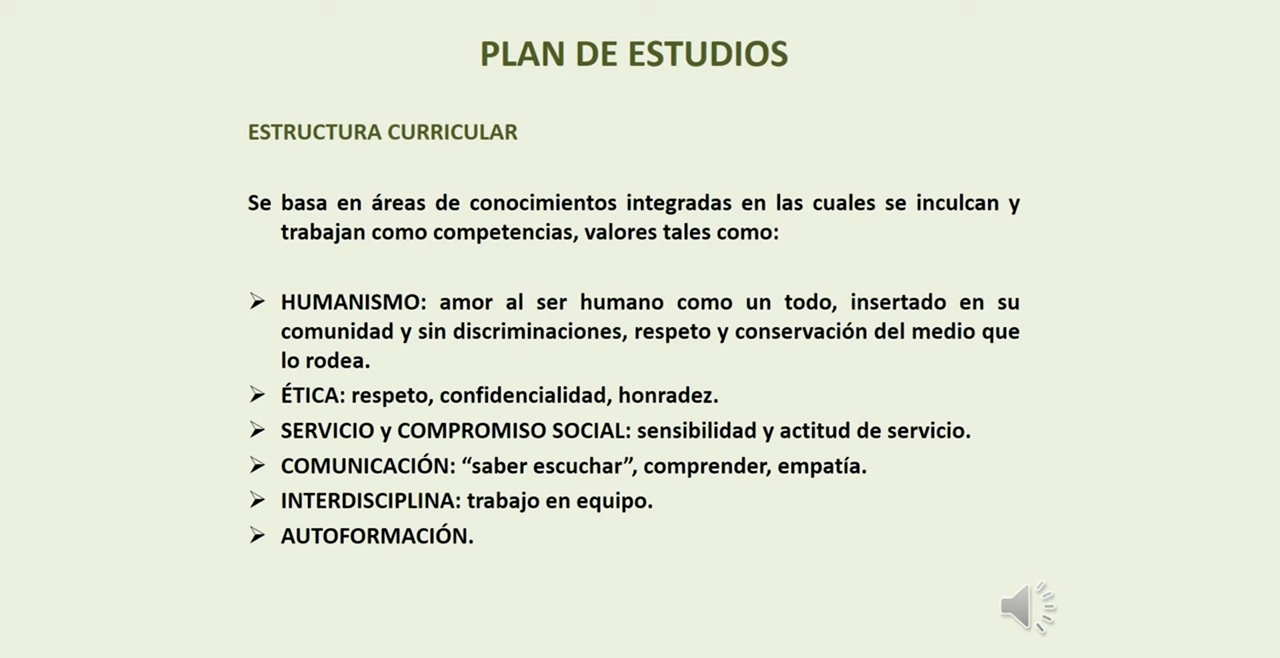 PLAN DE ESTUDIOS
ESTRUCTURA CURRICULAR
Se basa en áreas de conocimientos integradas en las cuales se inculcan y
trabajan como competencias, valores tales como:
➢ HUMANISMO: amor al ser humano como un todo, insertado en su
comunidad y sin discriminaciones, respeto y conservación del medio que
lo rodea.
➢ ÉTICA: respeto, confidencialidad, honradez.
➢ SERVICIO y COMPROMISO SOCIAL: sensibilidad y actitud de servicio.
➢ COMUNICACIÓN: “saber escuchar”, comprender, empatía.
➢ INTERDISCIPLINA: trabajo en equipo.
➢ AUTOFORMACIÓN.